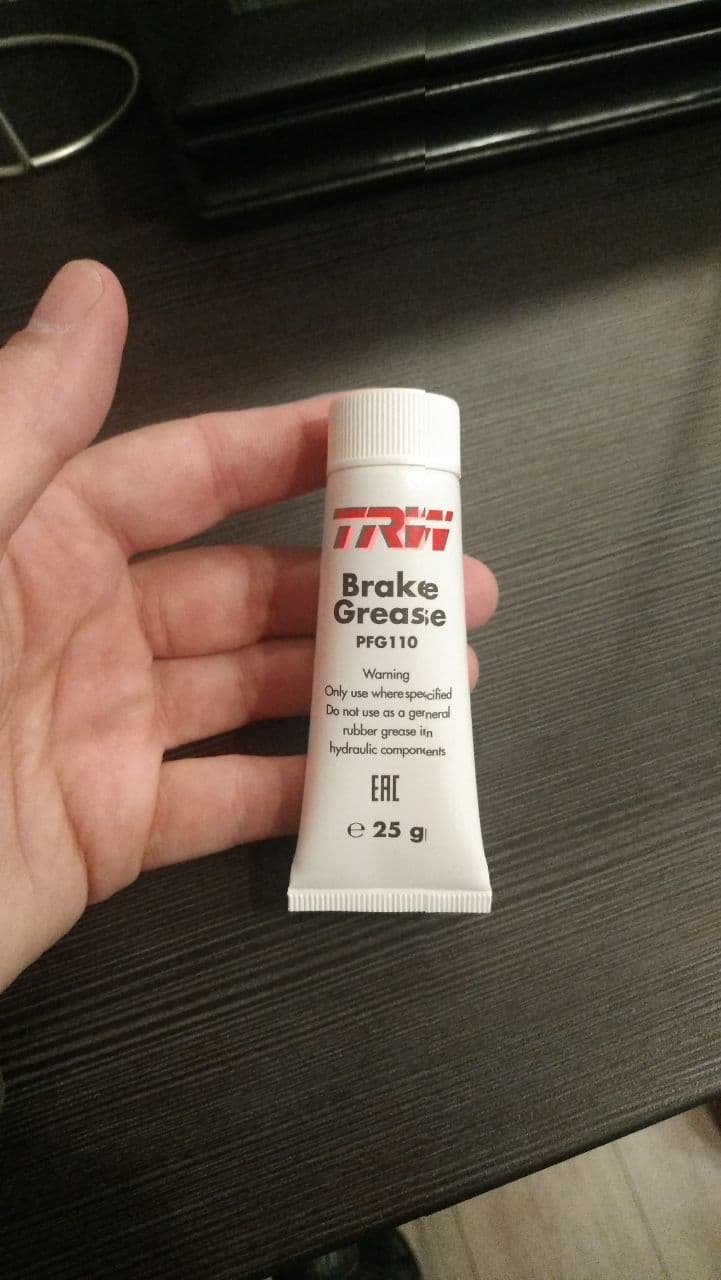 TRW
Brake
Grease
PFG110
Warning
Only use where specified
Do not use as a general
rubber grease in
hydraulic components
EAC
℮ 25 g